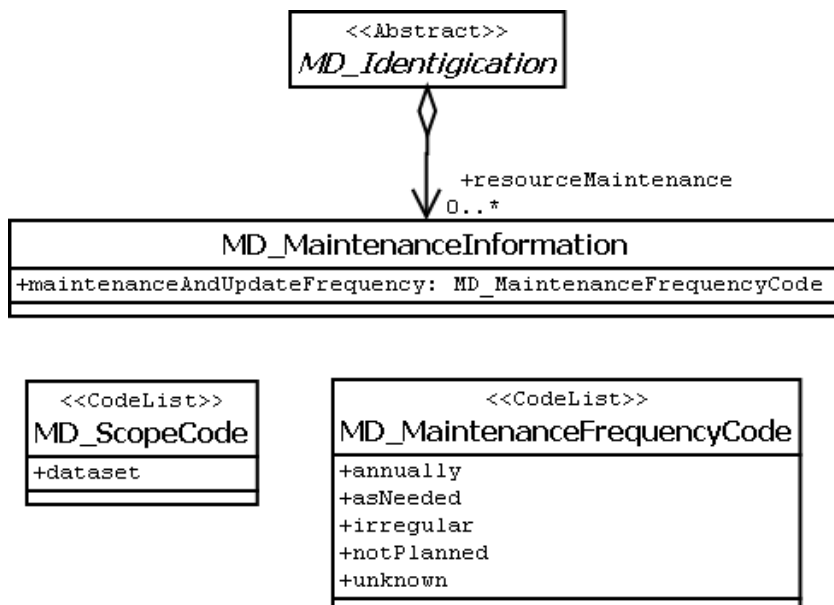 <<Abstract>>
MD_Identigication
+resourceMaintenance
0..*
MD_MaintenanceInformation
+maintenanceAndUpdateFrequency: MD_MaintenanceFrequencyCode
<<CodeList>>
MD_ScopeCode
+dataset
<<CodeList>>
MD_MaintenanceFrequencyCode
+annually
+asNeeded
+irregular
+notPlanned
+unknown